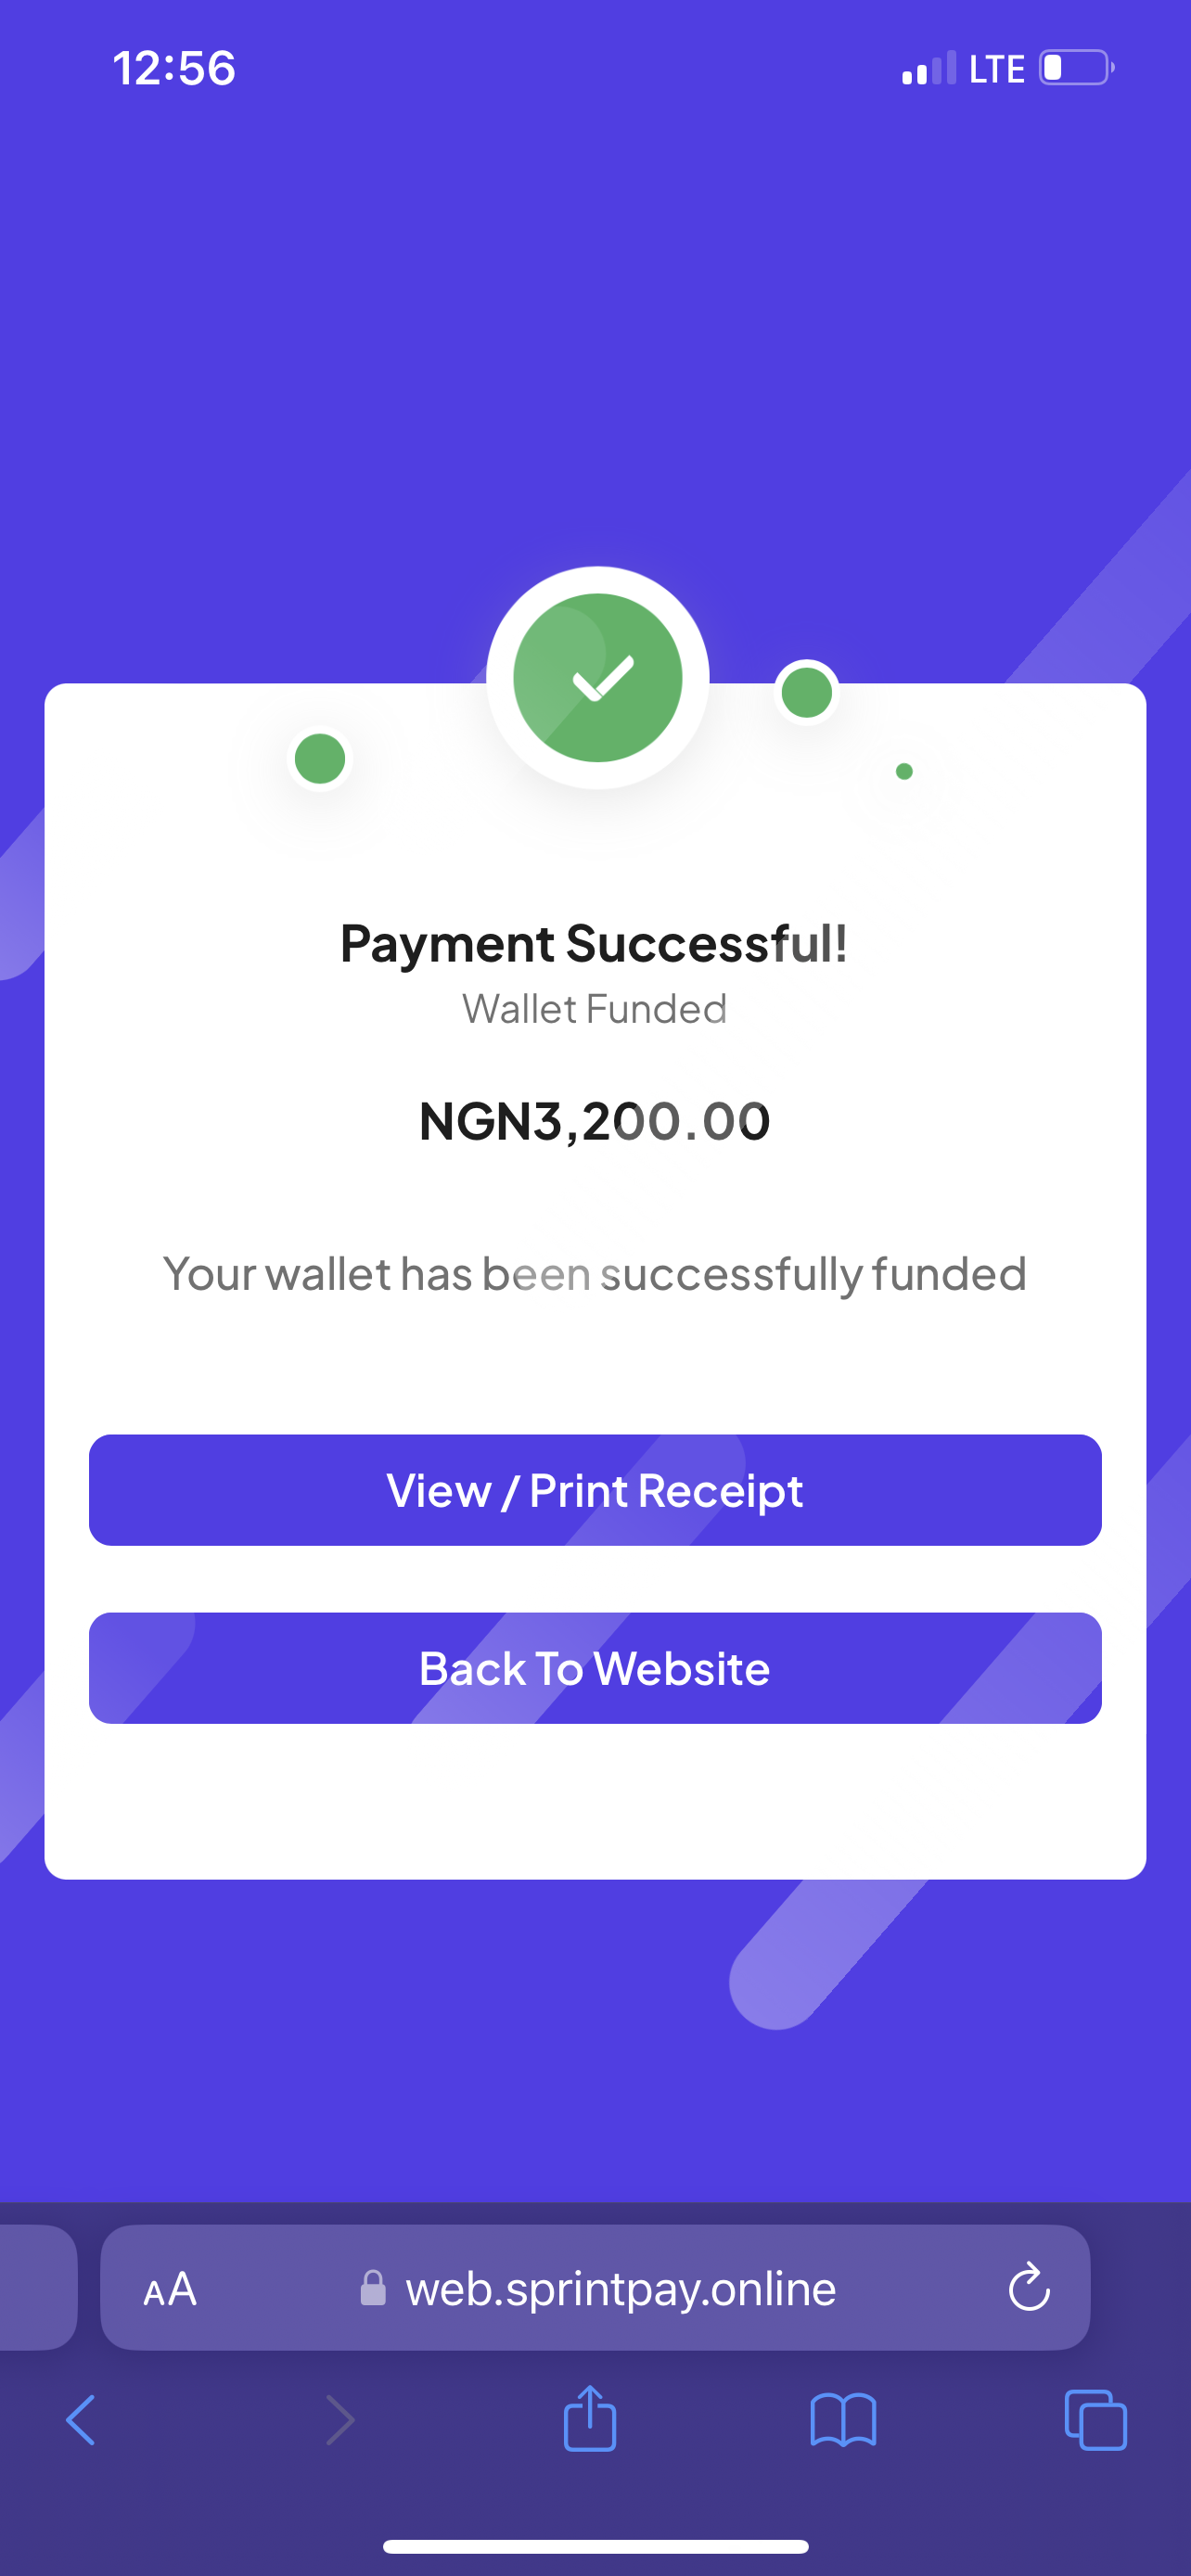 12:56
LTE
Payment Successful!
Wallet Funded
NGN3,200.00
Your wallet has been successfully funded
View / Print Receipt
Back To Website
AA
web.sprintpay.online